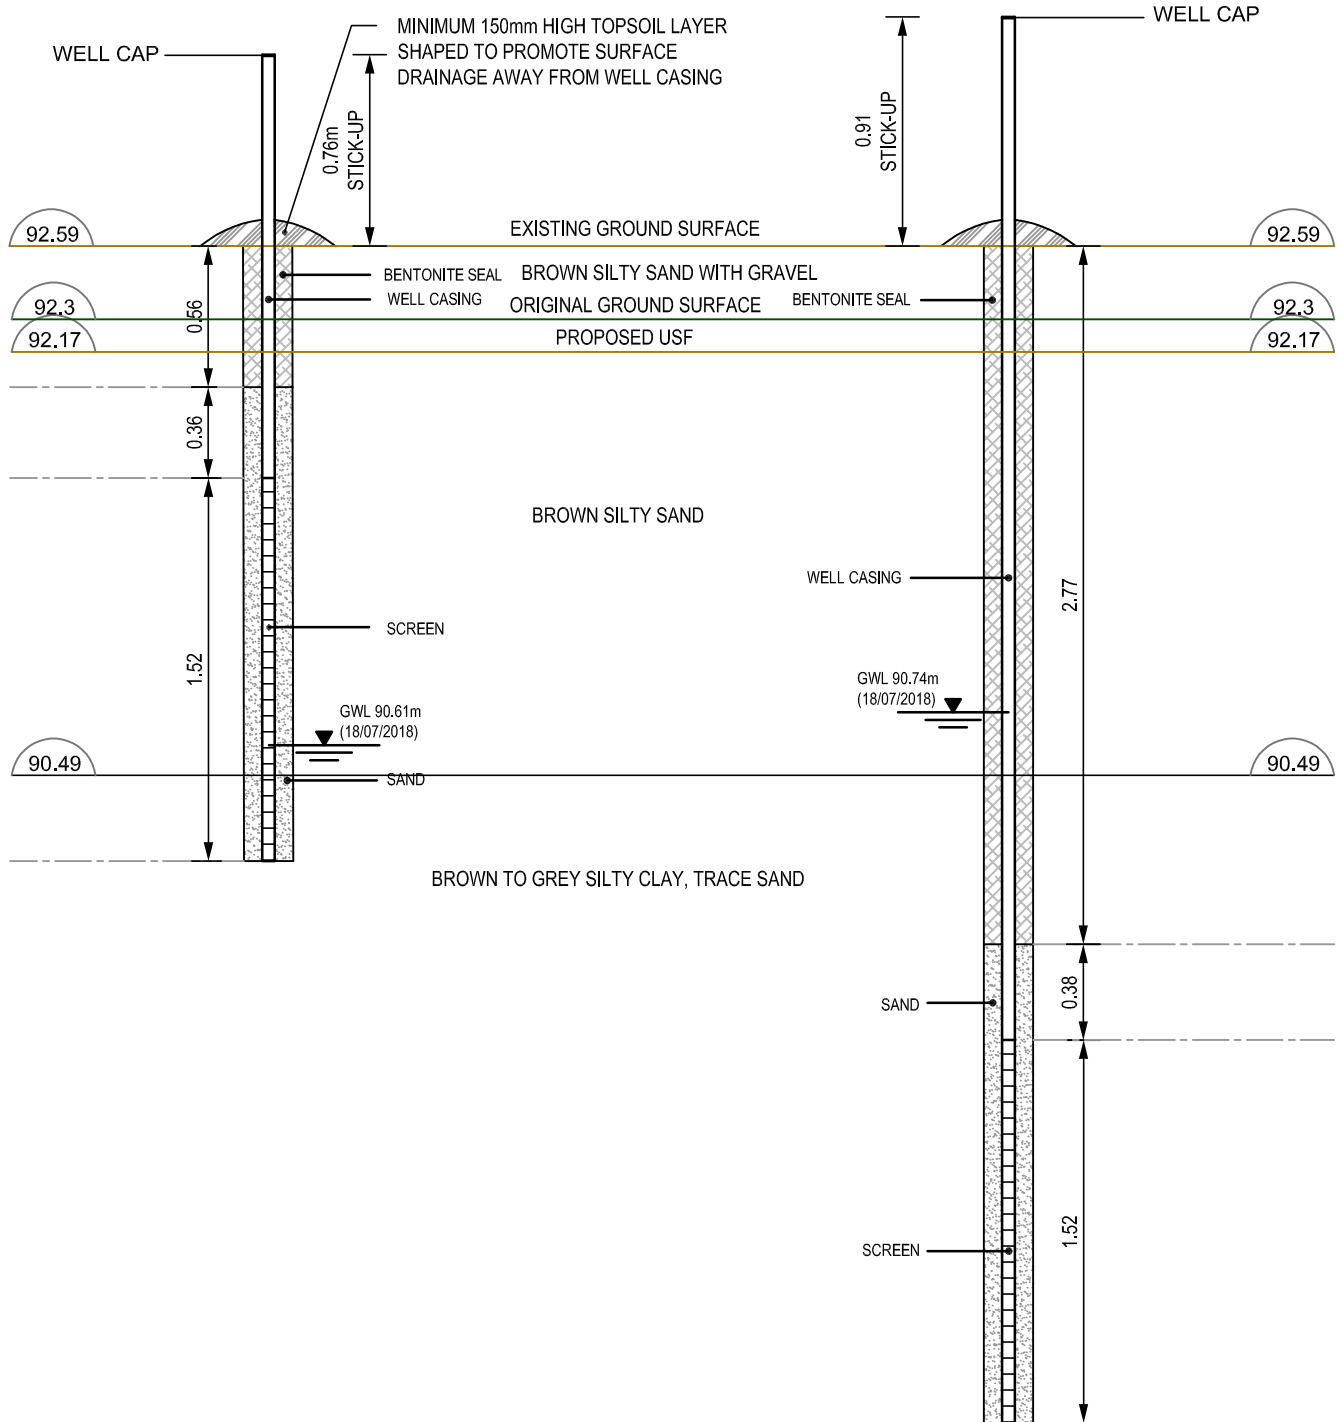 WELL CAP
MINIMUM 150mm HIGH TOPSOIL LAYER
SHAPED TO PROMOTE SURFACE
DRAINAGE AWAY FROM WELL CASING
WELL CAP
0.76m
STICK-UP
0.91
STICK-UP
92.59
EXISTING GROUND SURFACE
92.59
BENTONITE SEAL
BROWN SILTY SAND WITH GRAVEL
WELL CASING
ORIGINAL GROUND SURFACE
BENTONITE SEAL
92.3
0.56
92.3
92.17
PROPOSED USF
92.17
0.36
BROWN SILTY SAND
WELL CASING
2.77
SCREEN
1.52
GWL 90.61m
(18/07/2018)
GWL 90.74m
(18/07/2018)
90.49
SAND
90.49
BROWN TO GREY SILTY CLAY, TRACE SAND
SAND
0.38
1.52
SCREEN